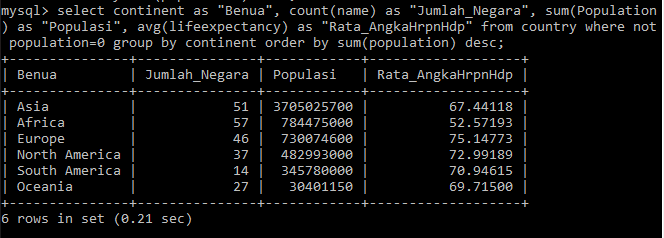 mysql> select continent as "Benua", count(name) as "Jumlah_Negara", sum(Population
) as "Populasi", avg(lifeexpectancy) as "Rata_AngkaHrpnHdp" from country where not
 population=0 group by continent order by sum(population) desc;
+---------------+---------------+------------+-------------------+
| Benua         | Jumlah_Negara | Populasi   | Rata_AngkaHrpnHdp |
+---------------+---------------+------------+-------------------+
| Asia          |            51 | 3705025700 |          67.44118 |
| Africa        |            57 |  784475000 |          52.57193 |
| Europe        |            46 |  730074600 |          75.14773 |
| North America |            37 |  482993000 |          72.99189 |
| South America |            14 |  345780000 |          70.94615 |
| Oceania       |            27 |   30401150 |          69.71500 |
+---------------+---------------+------------+-------------------+
6 rows in set (0.21 sec)